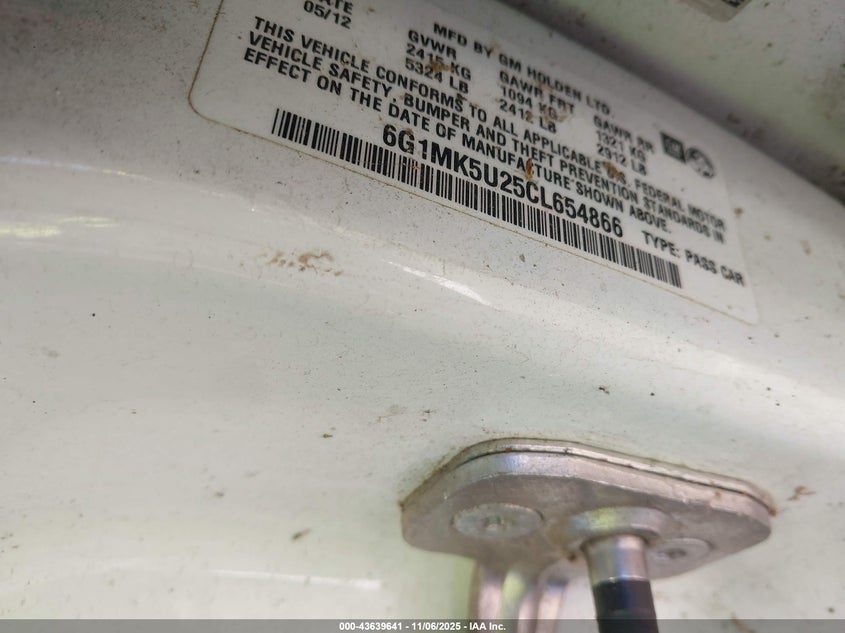 DATE
05/12
MFD BY GM HOLDEN LTD
GVWR
2415 KG
5324 LB
GAWR FRT
1094 KG
2412 LB
GAWR RR
1321 KG
2912 LB
THIS VEHICLE CONFORMS TO ALL APPLICABLE U.S. FEDERAL MOTOR
VEHICLE SAFETY, BUMPER AND THEFT PREVENTION STANDARDS IN
EFFECT ON THE DATE OF MANUFACTURE SHOWN ABOVE.
6G1MK5U25CL654866
TYPE: PASS CAR
000-43639641 - 11/06/2025 - IAA Inc.